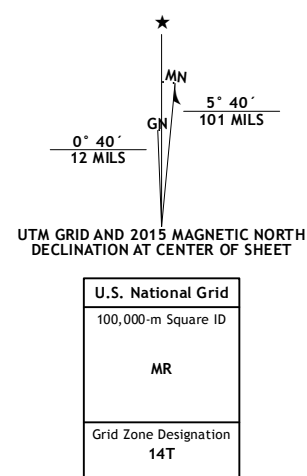 MN
GN
5° 40´
101 MILS
0° 40´
12 MILS
UTM GRID AND 2015 MAGNETIC NORTH
DECLINATION AT CENTER OF SHEET
U.S. National Grid
100,000-m Square ID
MR
Grid Zone Designation
14T